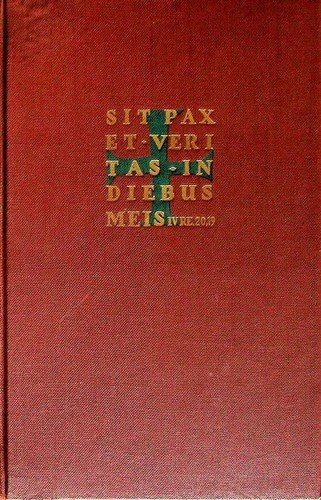 SIT PAX
ET-VERI
TAS-IN
DIEBUS
MEIS IV RE.20,19